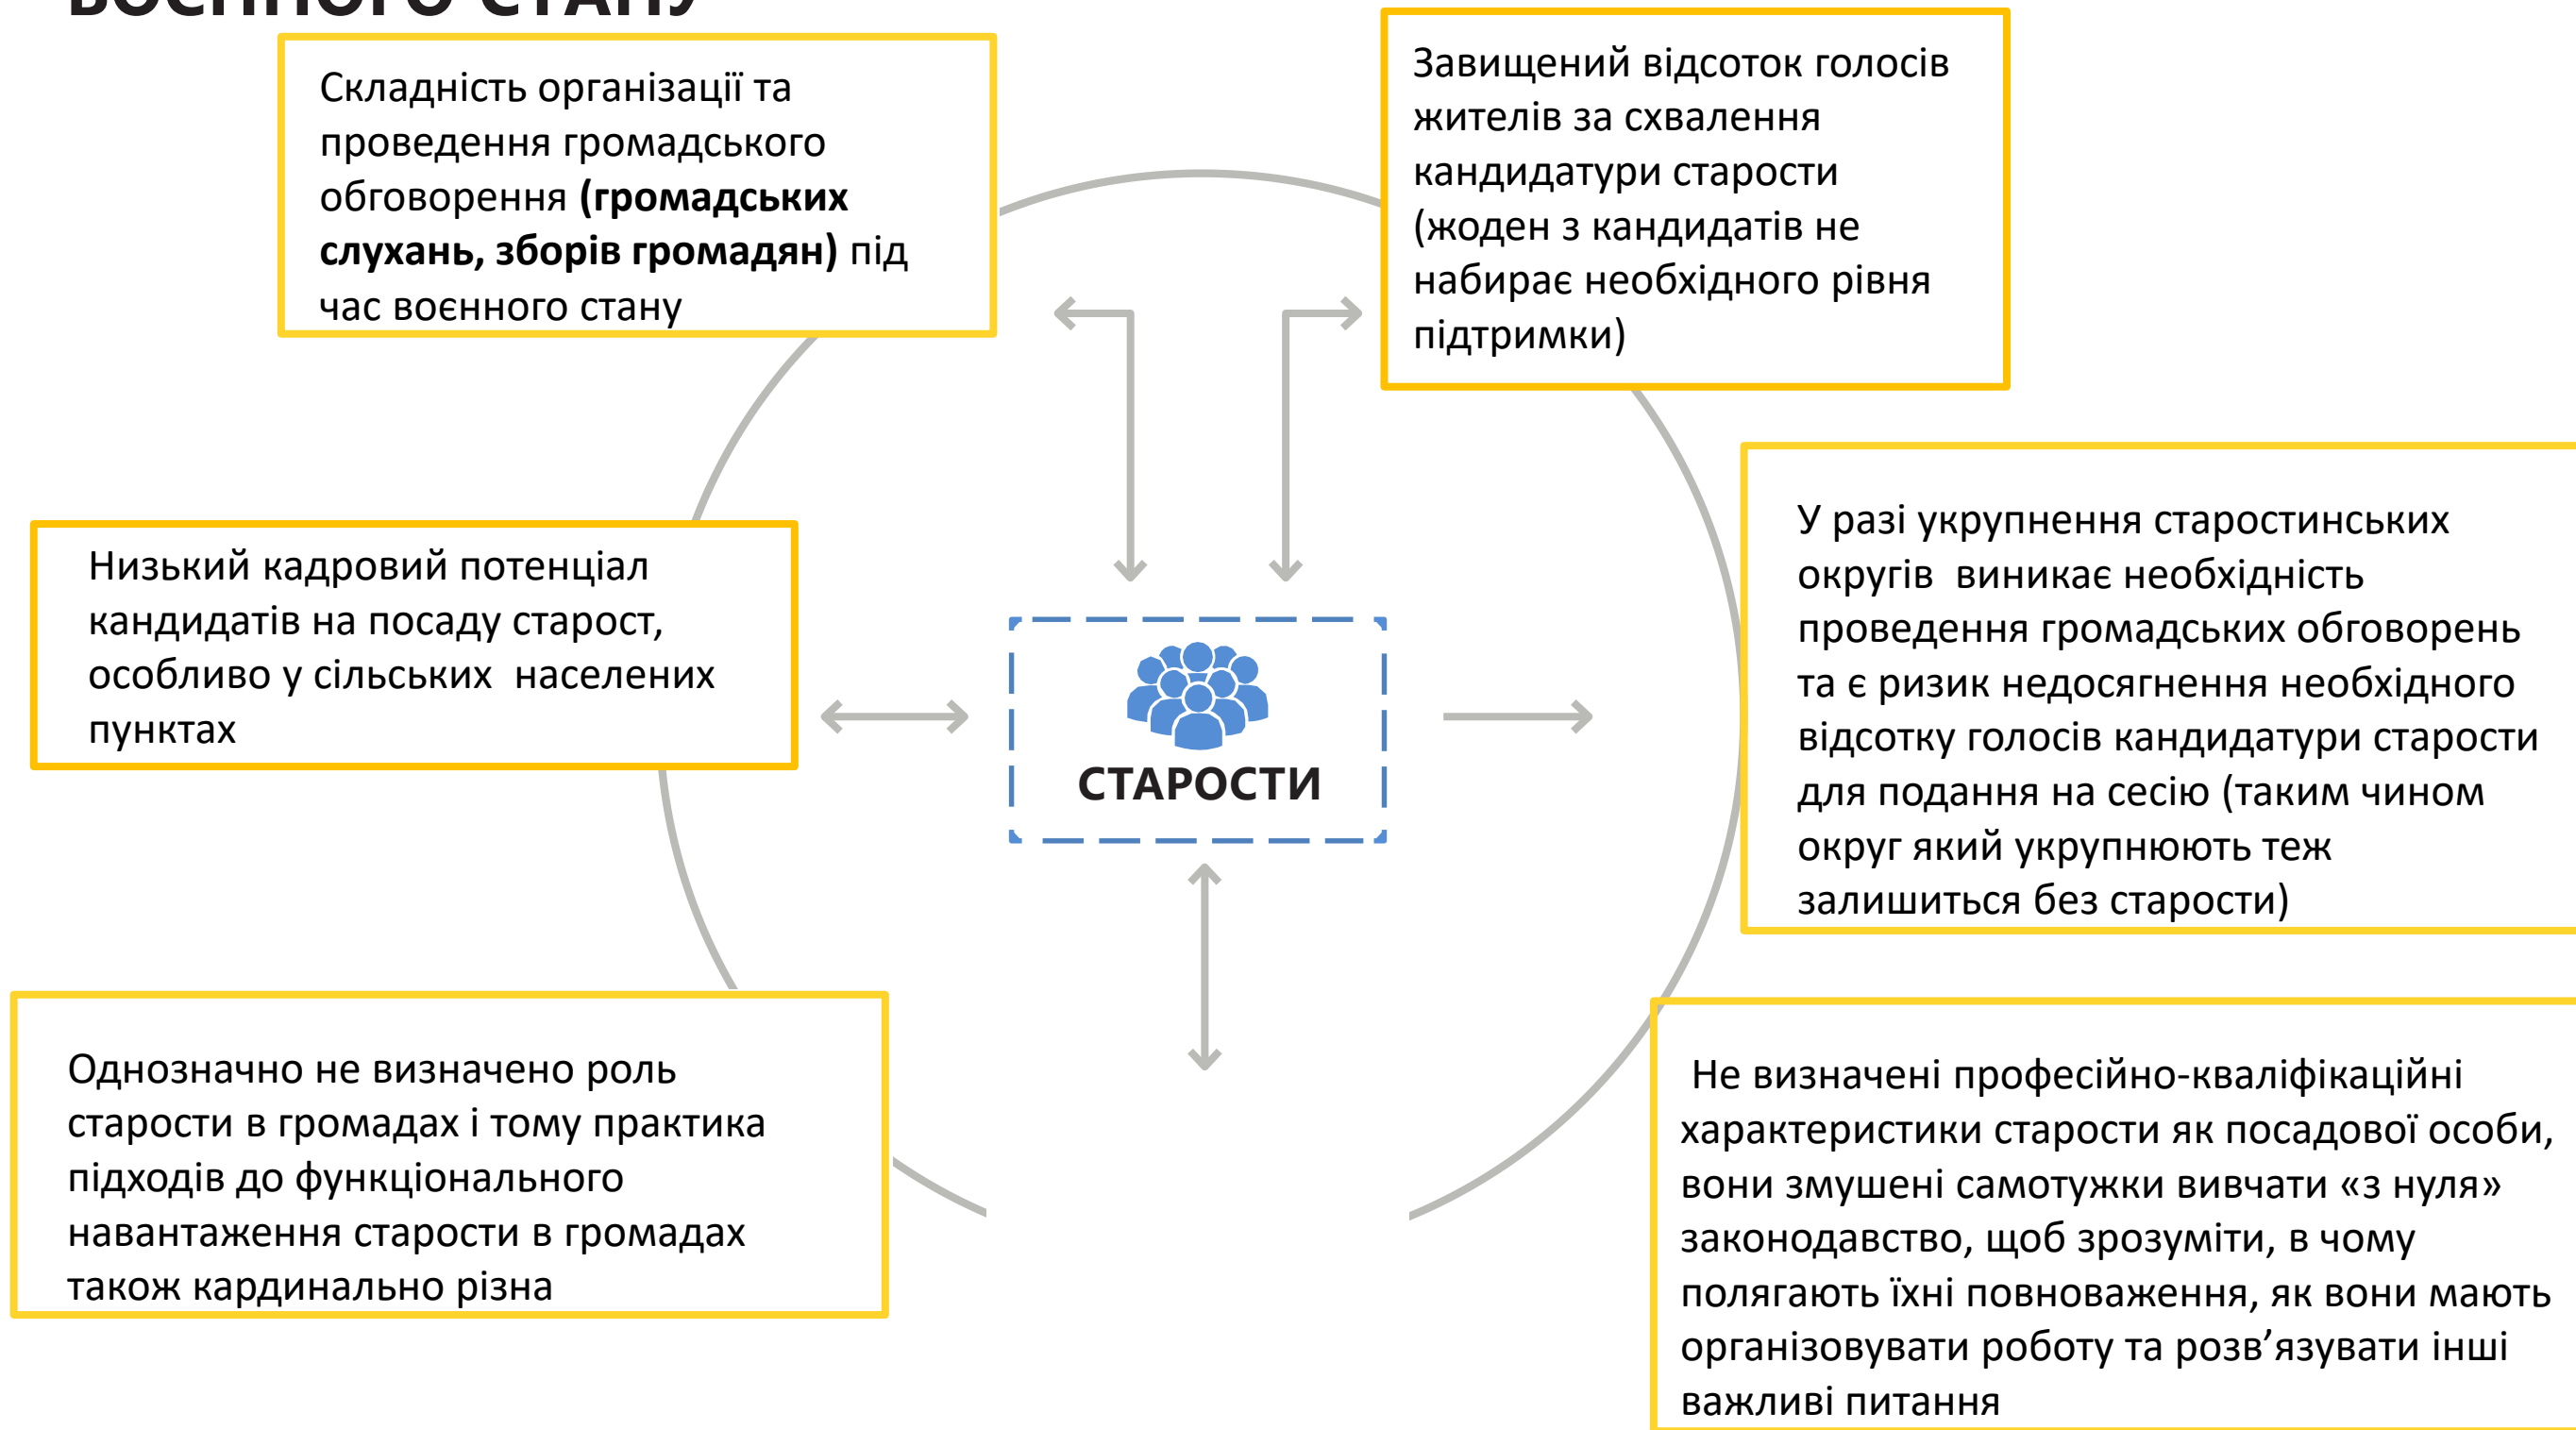 ВОЄННОГО СТАНУ
Складність організації та
проведення громадського
обговорення (громадських
слухань, зборів громадян) під
час воєнного стану
Завищений відсоток голосів
жителів за схвалення
кандидатури старости
(жоден з кандидатів не
набирає необхідного рівня
підтримки)
Низький кадровий потенціал
кандидатів на посаду старост,
особливо у сільських населених
пунктах
СТАРОСТИ
У разі укрупнення старостинських
округів виникає необхідність
проведення громадських обговорень
та є ризик недосягнення необхідного
відсотку голосів кандидатури старости
для подання на сесію (таким чином
округ який укрупнюють теж
залишиться без старости)
Однозначно не визначено роль
старости в громадах і тому практика
підходів до функціонального
навантаження старости в громадах
також кардинально різна
Не визначені професійно-кваліфікаційні
характеристики старости як посадової особи,
вони змушені самотужки вивчати «з нуля»
законодавство, щоб зрозуміти, в чому
полягають їхні повноваження, як вони мають
організовувати роботу та розв’язувати інші
важливі питання